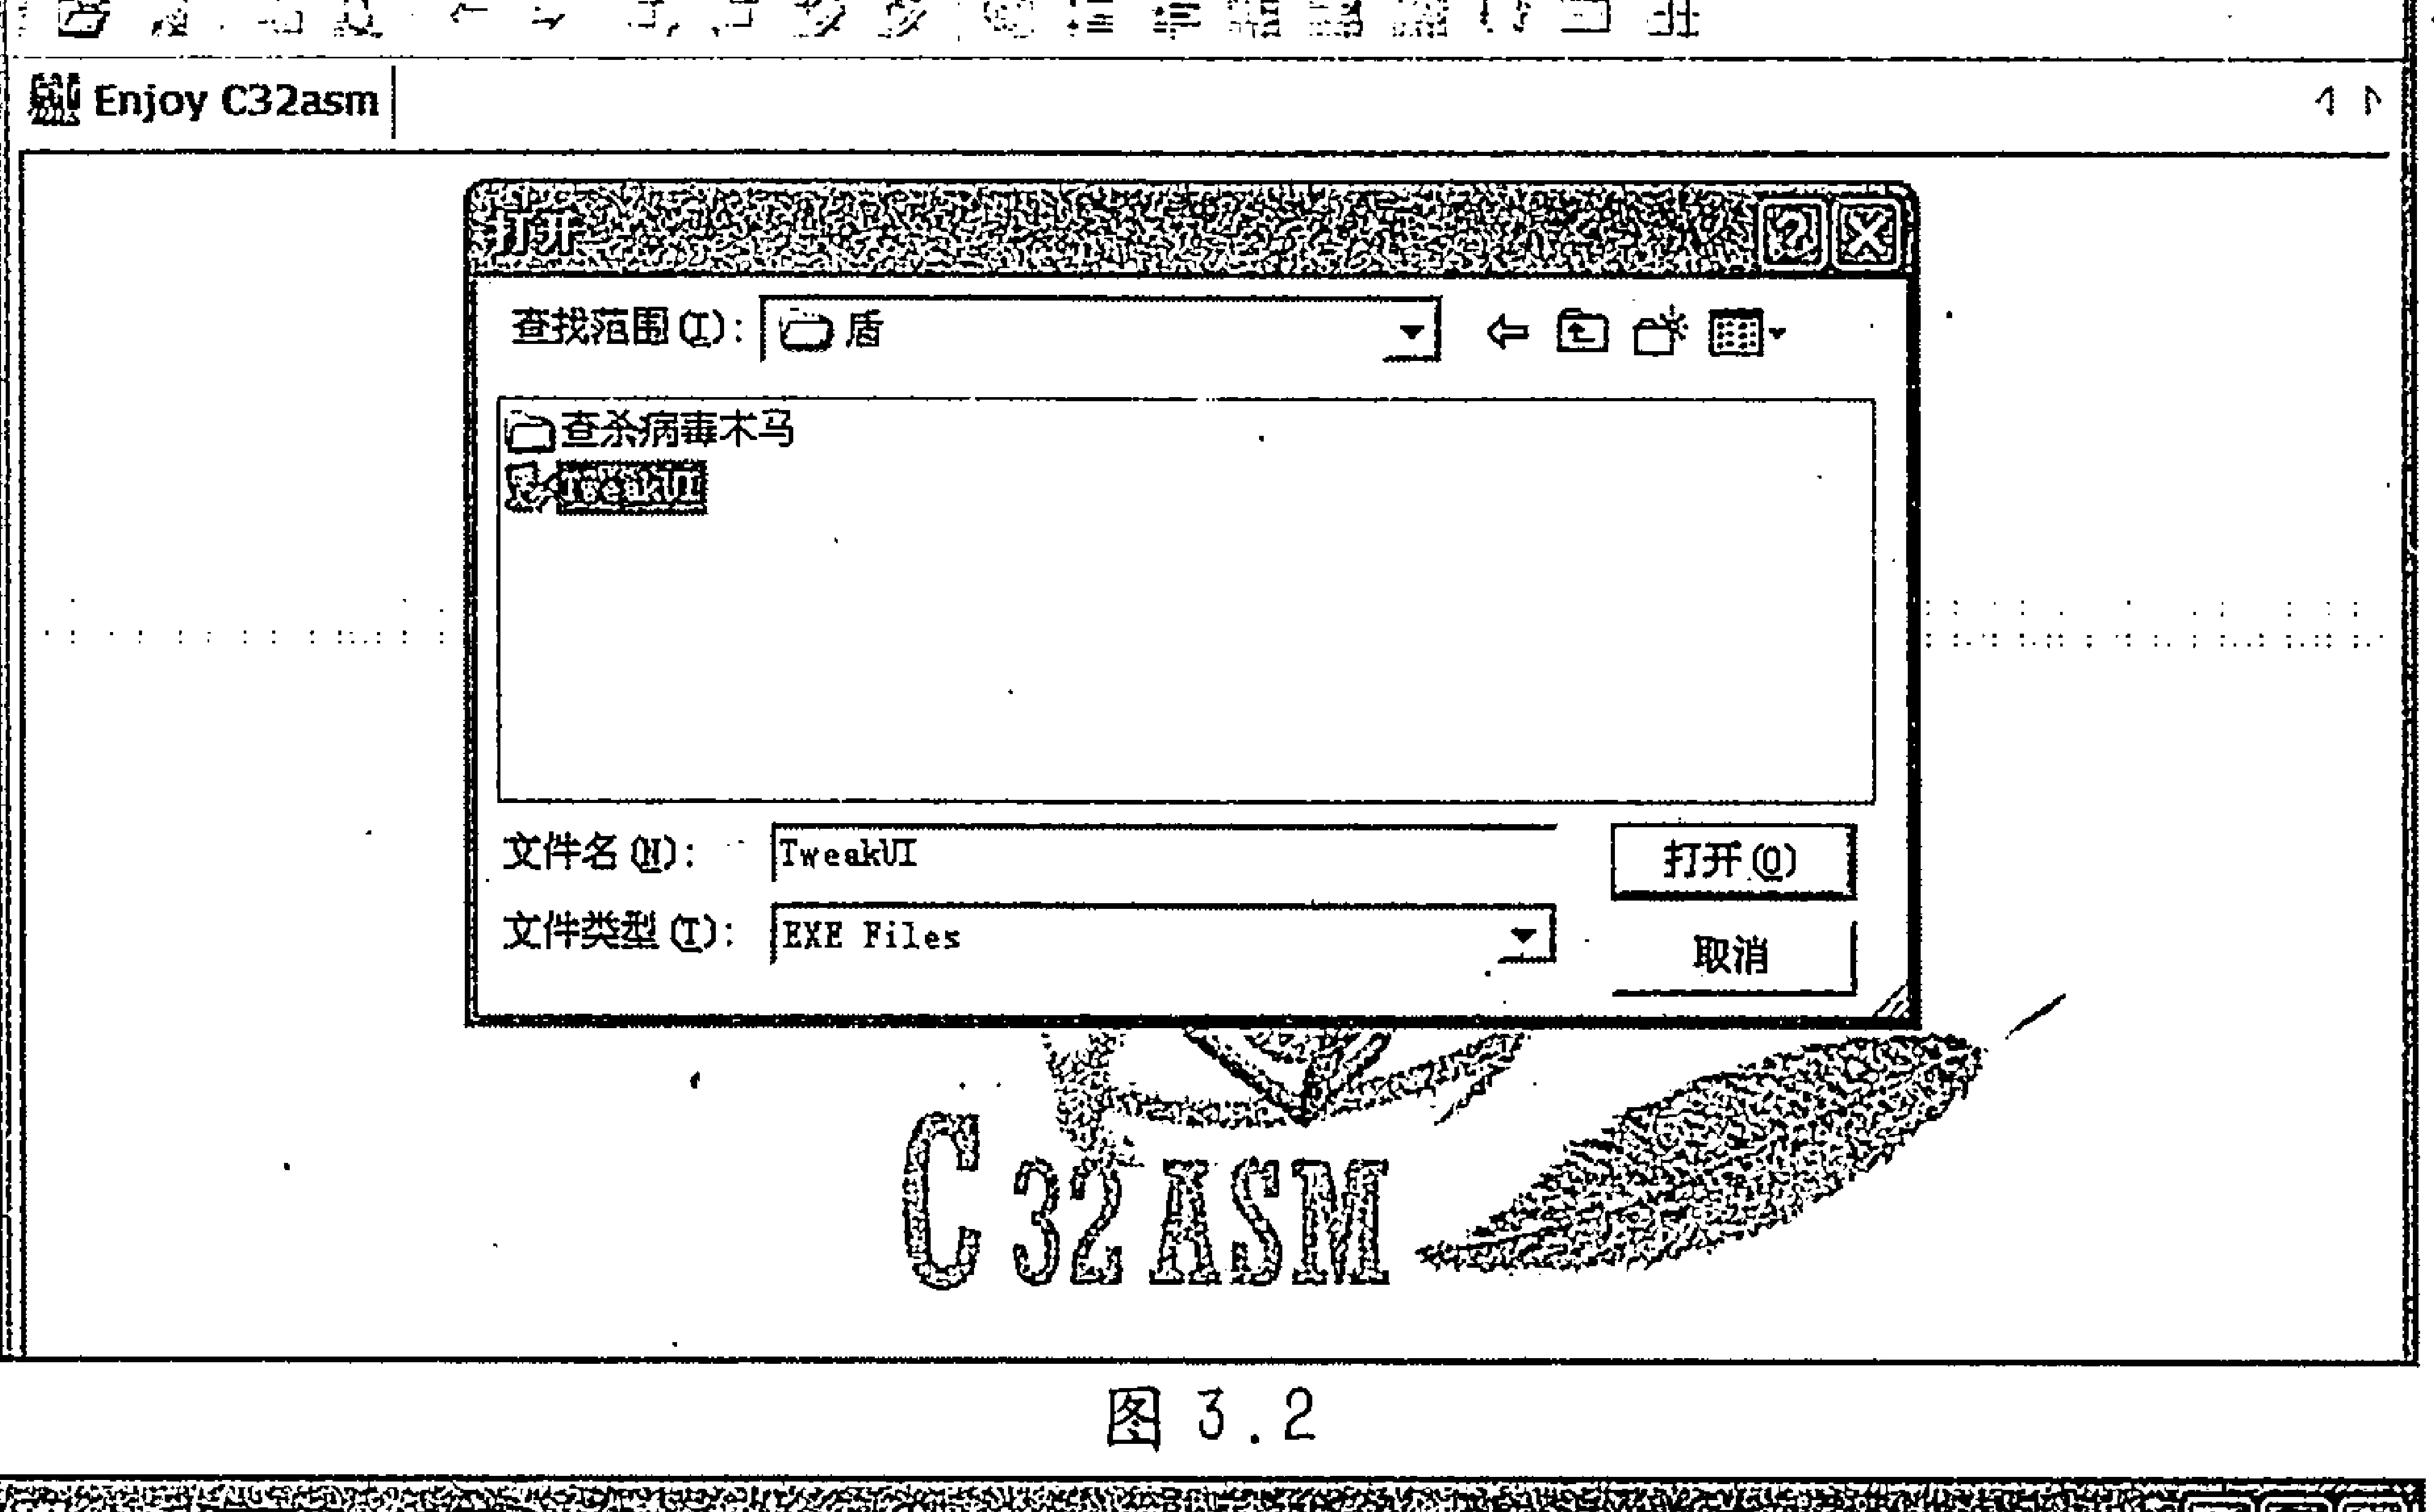 Enjoy C32asm
打开
查找范围(I): 盾
查杀病毒木马
TweakUI
文件名(N): TweakUI
打开(O)
文件类型(T): EXE Files
取消
C32ASM
图 3.2